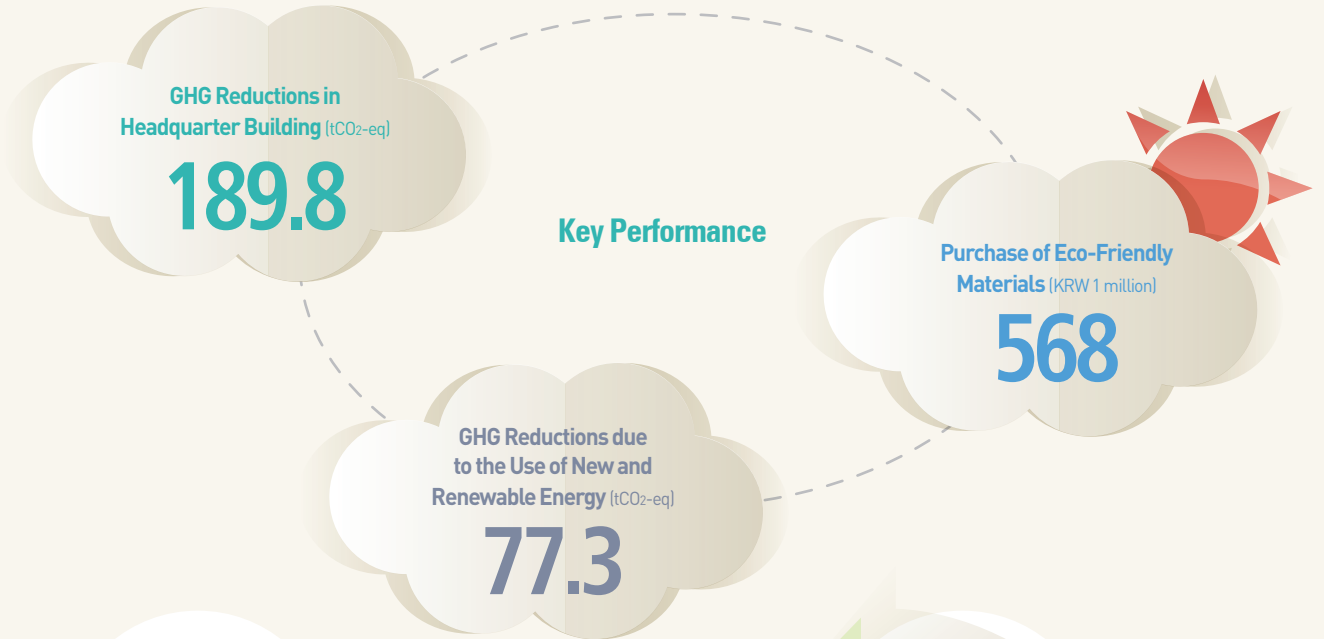 GHG Reductions in
Headquarter Building (tCO2-eq)
189.8
Key Performance
Purchase of Eco-Friendly
Materials (KRW 1 million)
568
GHG Reductions due
to the Use of New and
Renewable Energy (tCO2-eq)
77.3